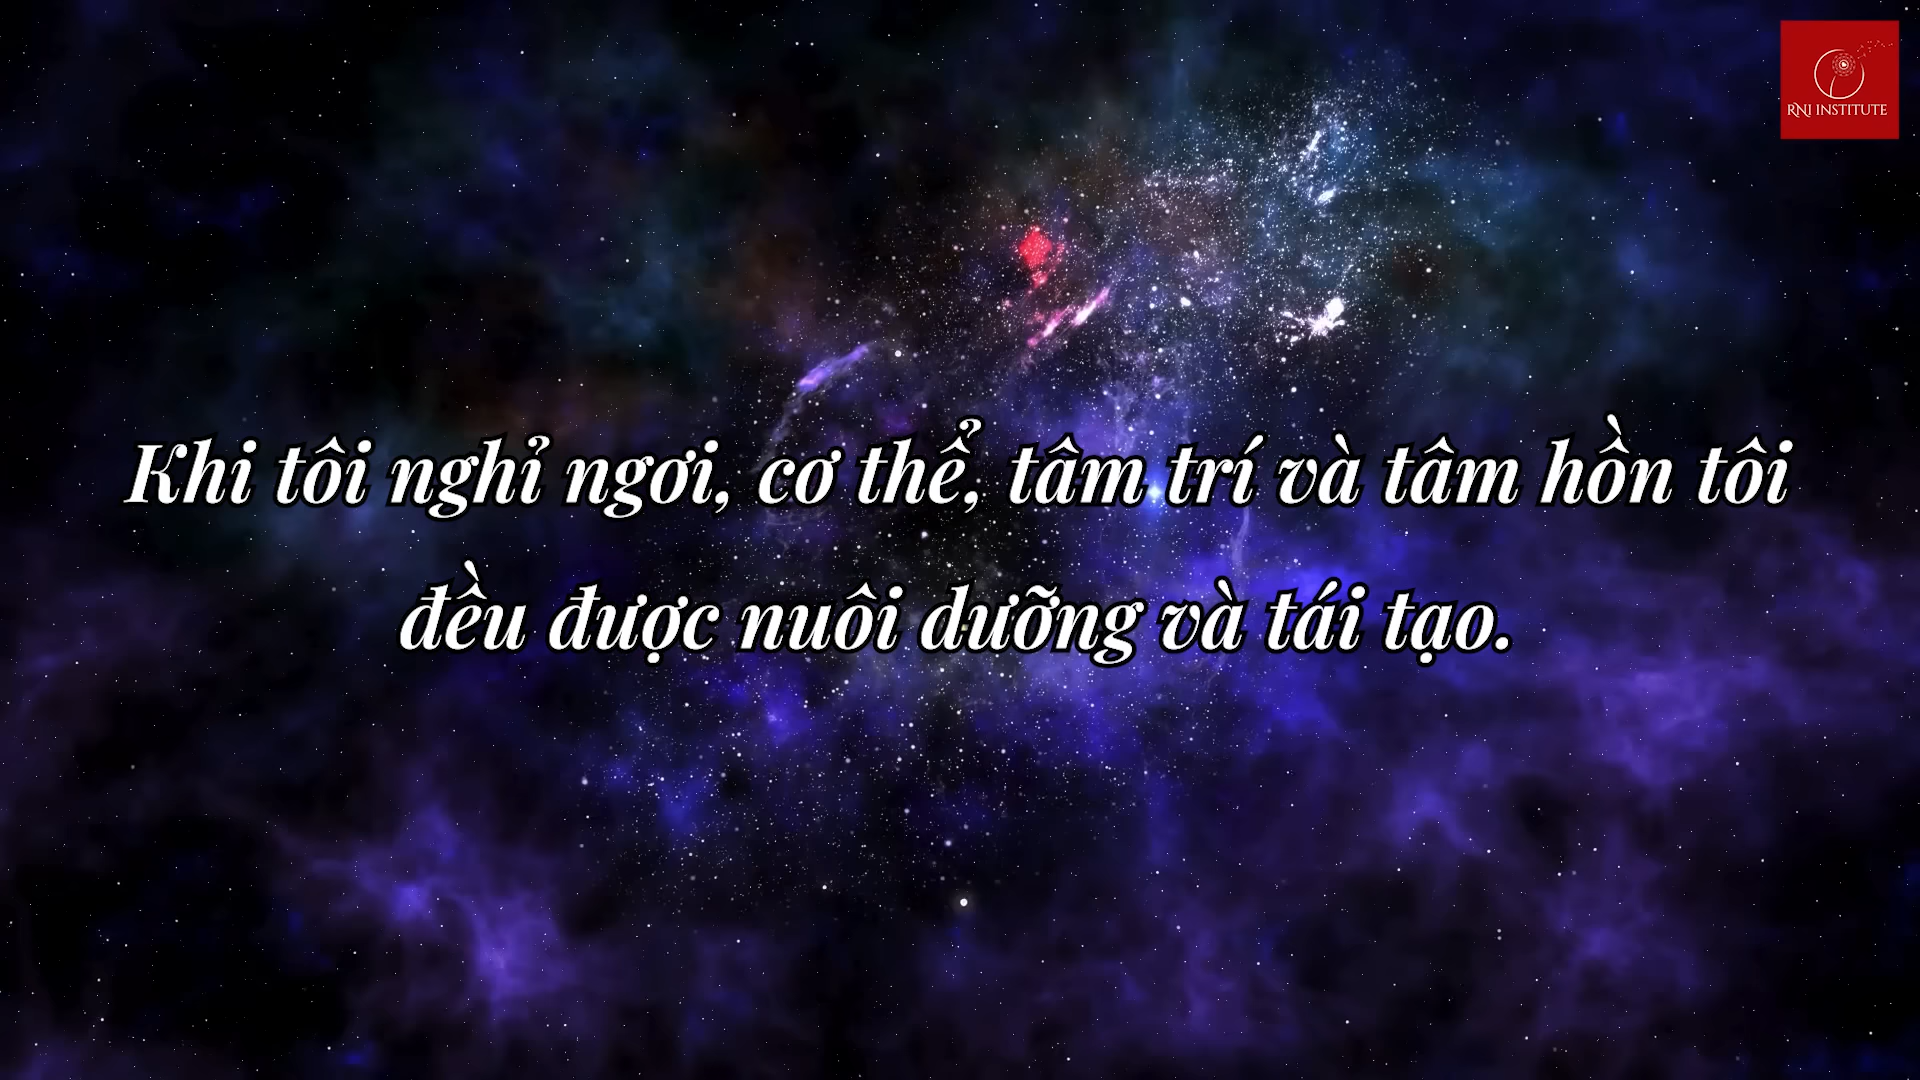 RNI INSTITUTE
Khi tôi nghỉ ngơi, cơ thể, tâm trí và tâm hồn tôi
đều được nuôi dưỡng và tái tạo.